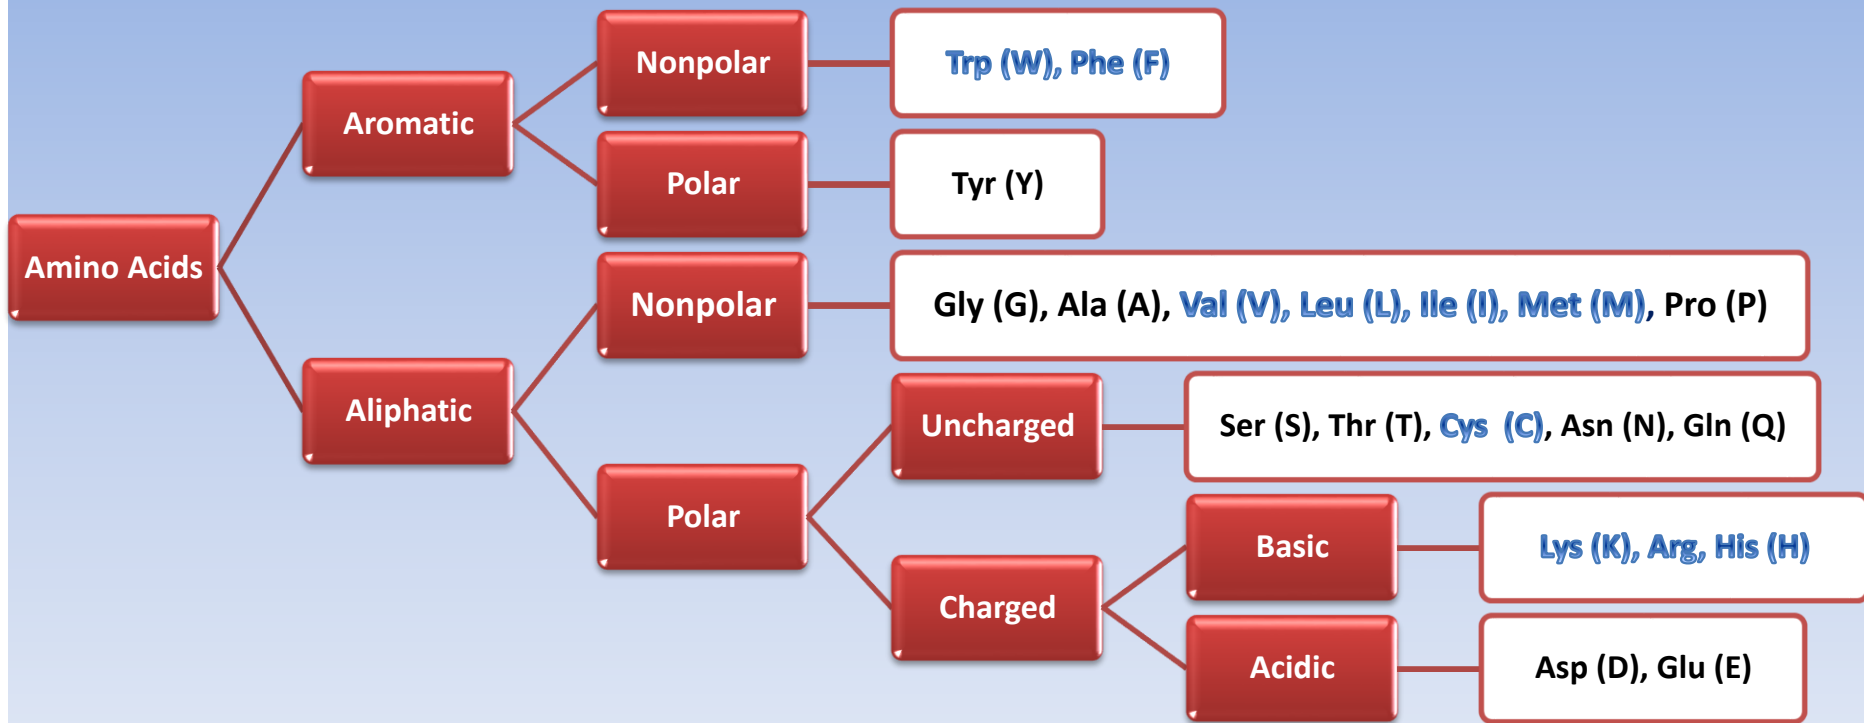 Amino Acids
Aromatic
Nonpolar
Trp (W), Phe (F)
Polar
Tyr (Y)
Aliphatic
Nonpolar
Gly (G), Ala (A), Val (V), Leu (L), Ile (I), Met (M), Pro (P)
Polar
Uncharged
Ser (S), Thr (T), Cys  (C), Asn (N), Gln (Q)
Charged
Basic
Lys (K), Arg, His (H)
Acidic
Asp (D), Glu (E)